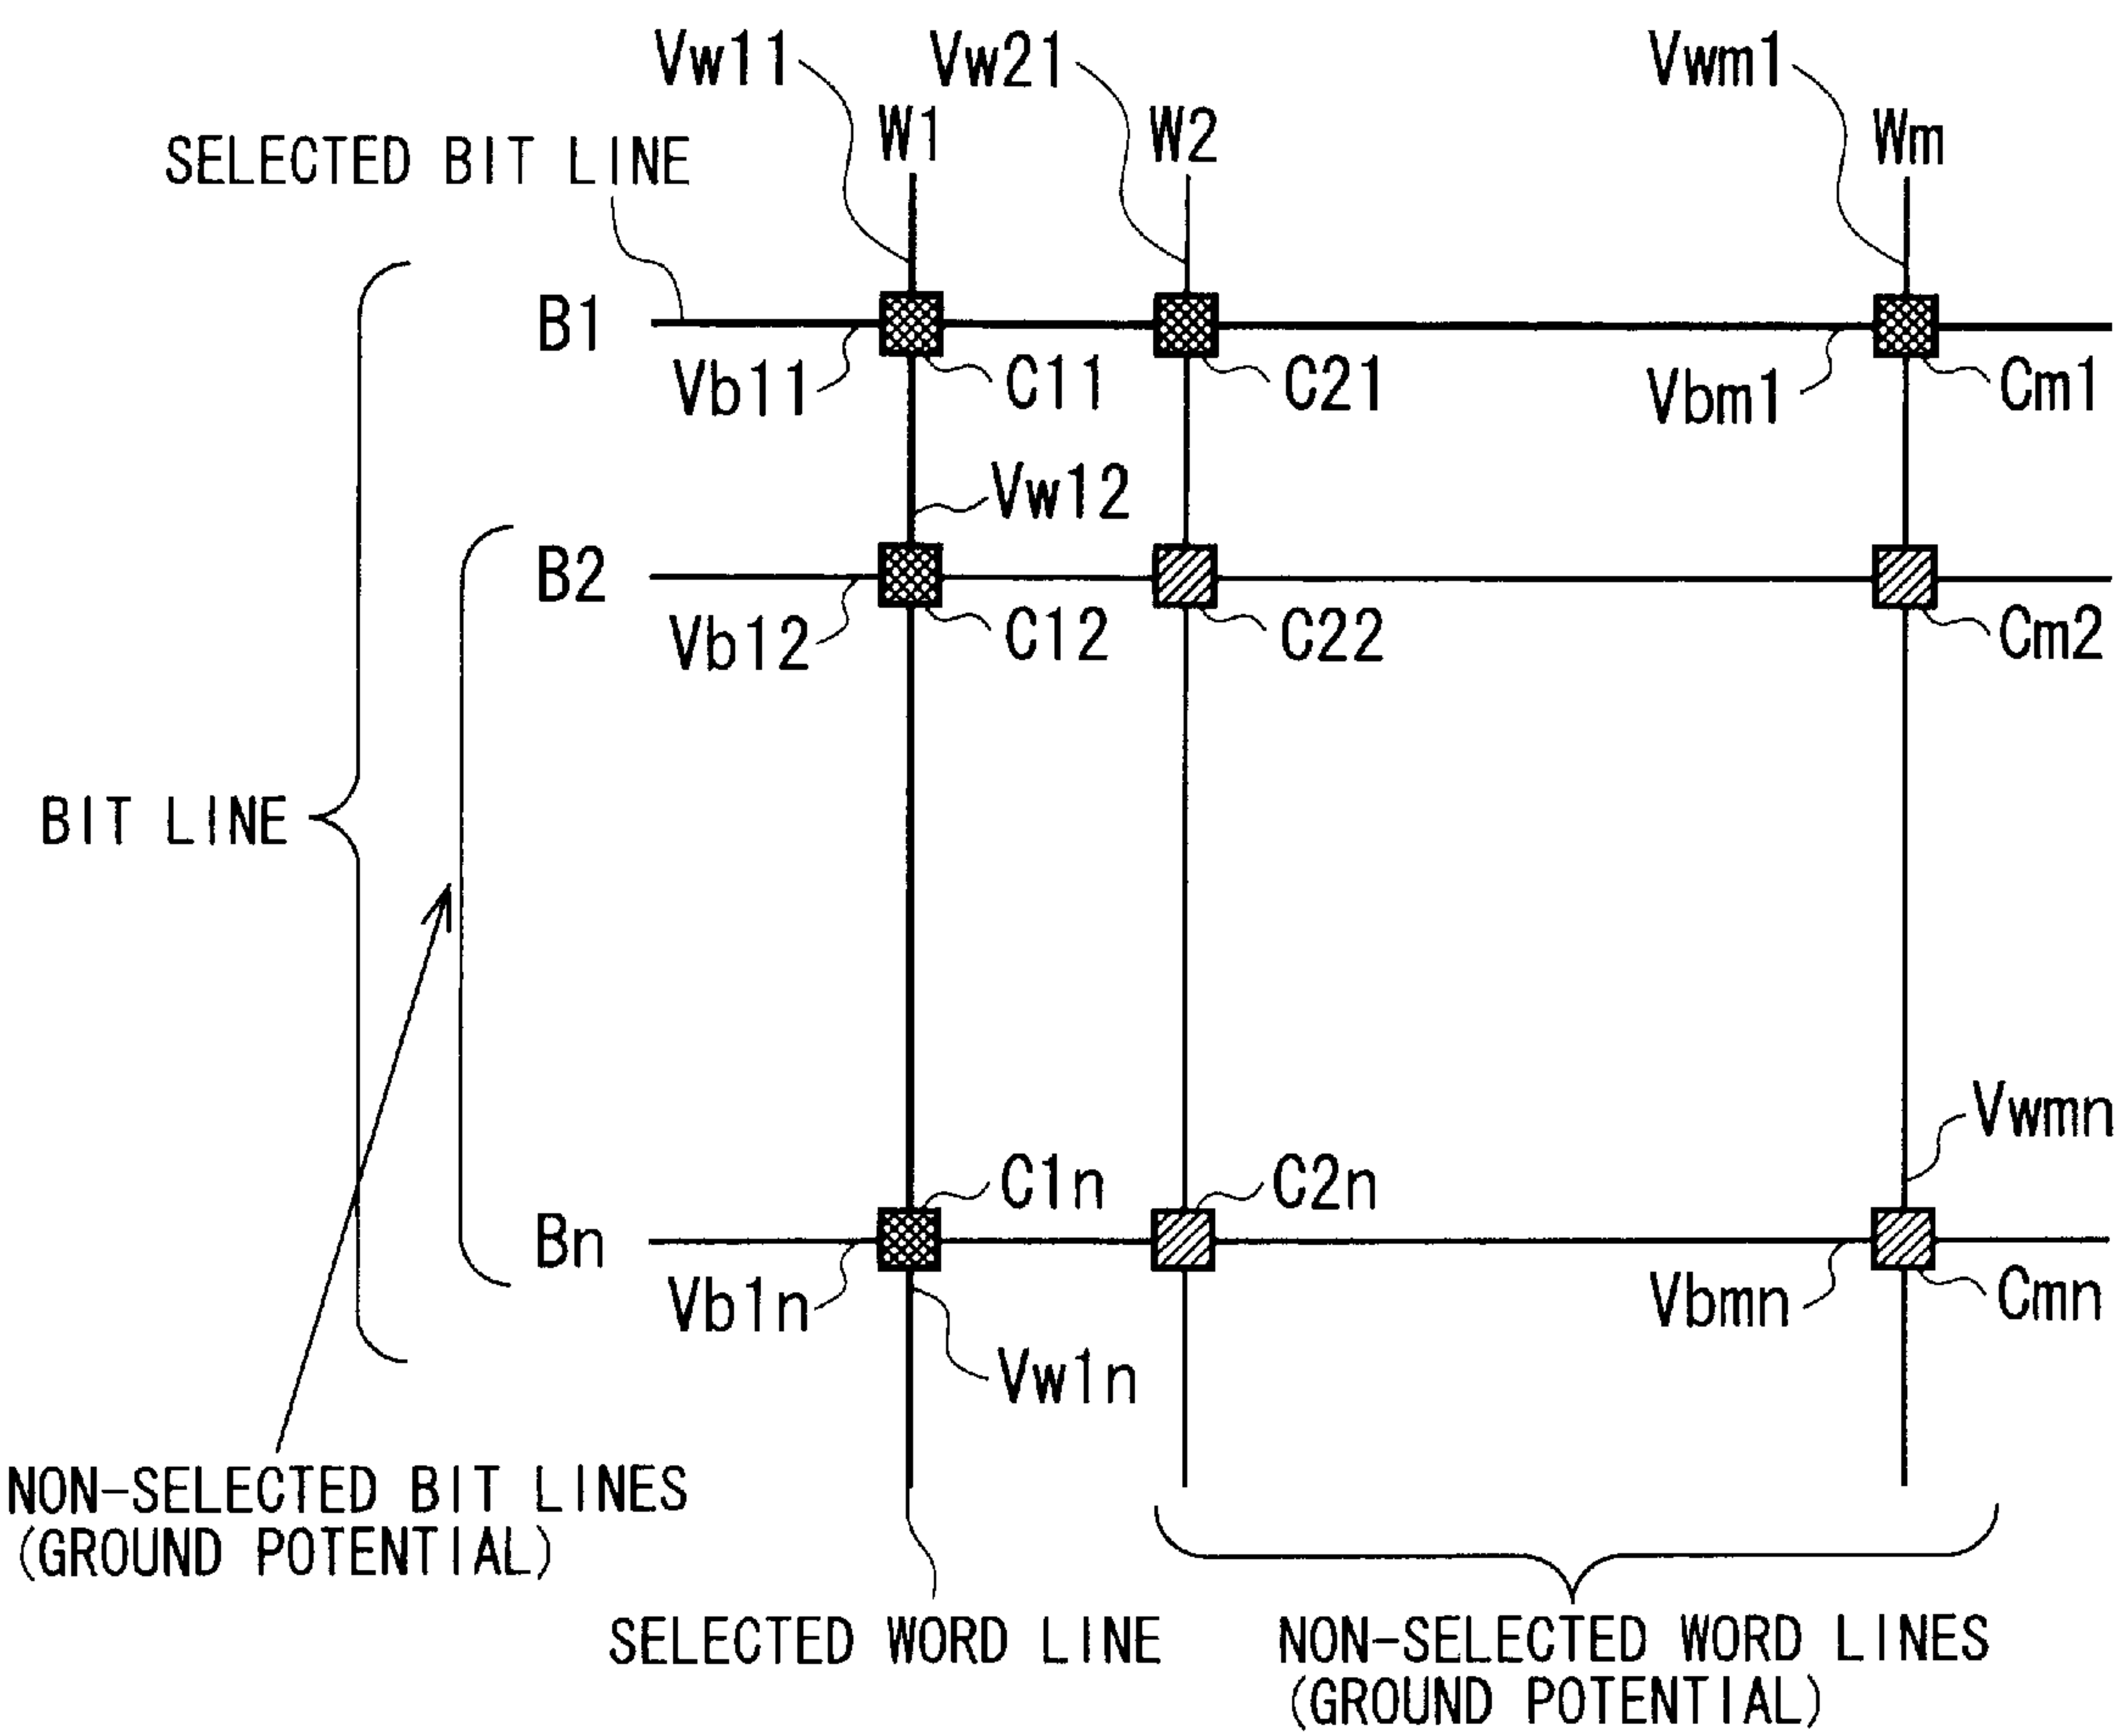 Vw11
Vw21
Vwm1
W1
W2
Wm
SELECTED BIT LINE
B1
Vb11
C11
C21
Vbm1
Cm1
Vw12
B2
Vb12
C12
C22
Cm2
BIT LINE
Vwmn
C1n
C2n
Bn
Vb1n
Vbmn
Cmn
Vw1n
NON-SELECTED BIT LINES
(GROUND POTENTIAL)
SELECTED WORD LINE
NON-SELECTED WORD LINES
(GROUND POTENTIAL)